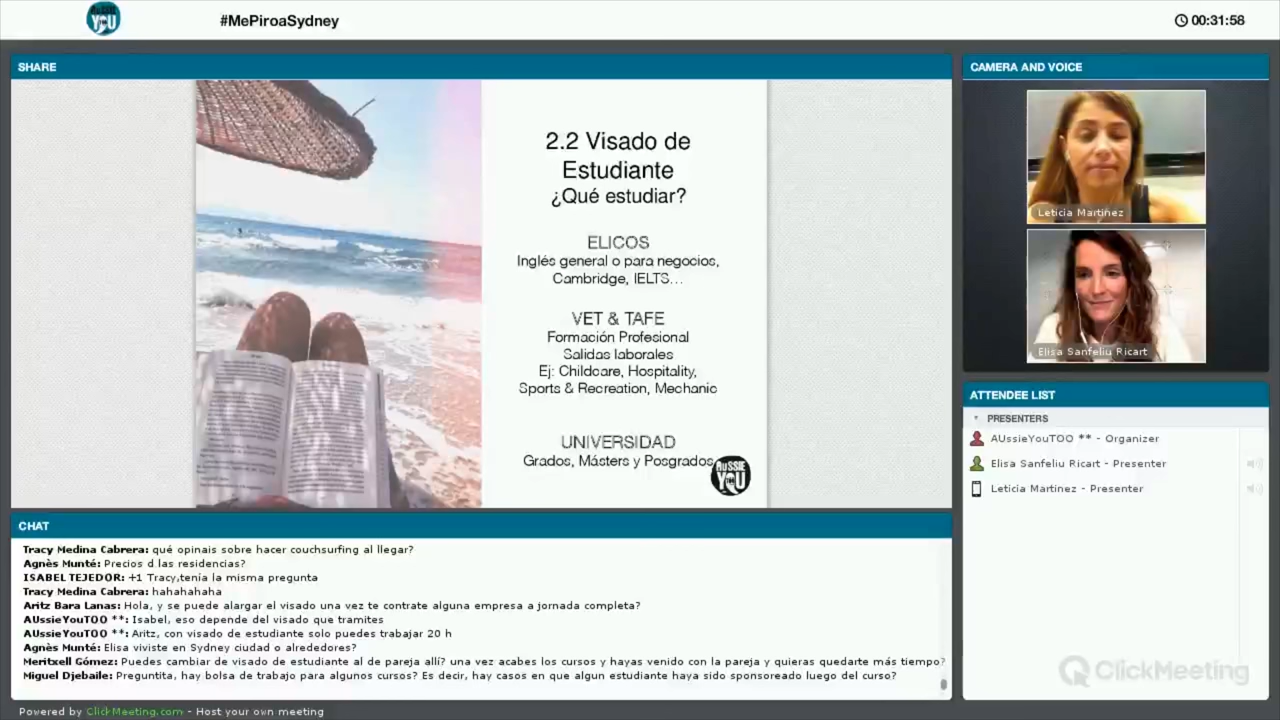 AUSSIE
YOU
#MePiroaSydney
00:31:58
SHARE
2.2 Visado de
Estudiante
¿Qué estudiar?
ELICOS
Inglés general o para negocios,
Cambridge, IELTS…
VET & TAFE
Formación Profesional
Salidas laborales
Ej: Childcare, Hospitality,
Sports & Recreation, Mechanic
UNIVERSIDAD
Grados, Másters y Posgrados
AUSSIE
YOU
CAMERA AND VOICE
Leticia Martinez
Elisa Sanfeliu Ricart
ATTENDEE LIST
PRESENTERS
AUssieYouTOO ** - Organizer
Elisa Sanfeliu Ricart - Presenter
Leticia Martinez - Presenter
ClickMeeting
CHAT
Tracy Medina Cabrera: qué opinais sobre hacer couchsurfing al llegar?
Agnès Munté: Precios d.las residencias?
ISABEL TEJEDOR: +1 Tracy,tenía la misma pregunta
Tracy Medina Cabrera: hahahahaha
Aritz Bara Lanas: Hola, y se puede alargar el visado una vez te contrate alguna empresa a jornada completa?
AUssieYouTOO **: Isabel, eso depende del visado que tramites
AUssieYouTOO **: Aritz, con visado de estudiante solo puedes trabajar 20 h
Agnès Munté: Elisa viviste en Sydney ciudad o alrededores?
Meritxell Gómez: Puedes cambiar de visado de estudiante al de pareja allí? una vez acabes los cursos y hayas venido con la pareja y quieras quedarte más tiempo?
Miguel Djebaile: Preguntita, hay bolsa de trabajo para algunos cursos? Es decir, hay casos en que algun estudiante haya sido sponsoreado luego del curso?
Powered by ClickMeeting.com - Host your own meeting